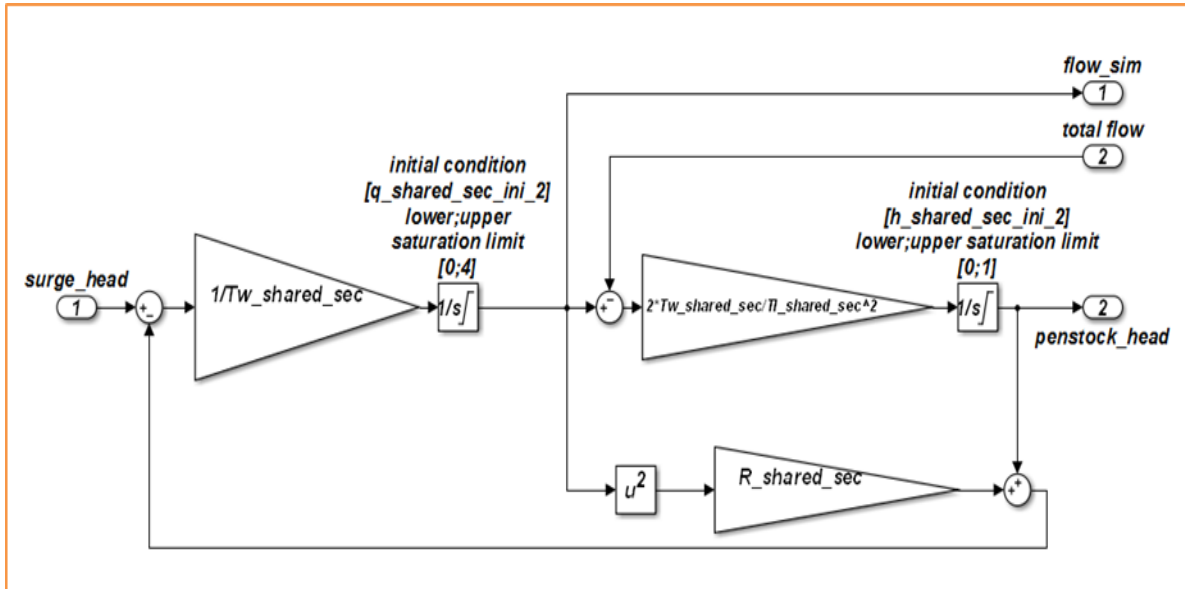 flow_sim
1
total flow
2
initial condition
[q_shared_sec_ini_2]
lower;upper
saturation limit
[0;4]
initial condition
[h_shared_sec_ini_2]
lower;upper saturation limit
[0;1]
surge_head
1
+
-
1/Tw_shared_sec
1/s
+
-
2*Tw_shared_sec/Tl_shared_sec^2
1/s
2
penstock_head
u²
R_shared_sec
+
+